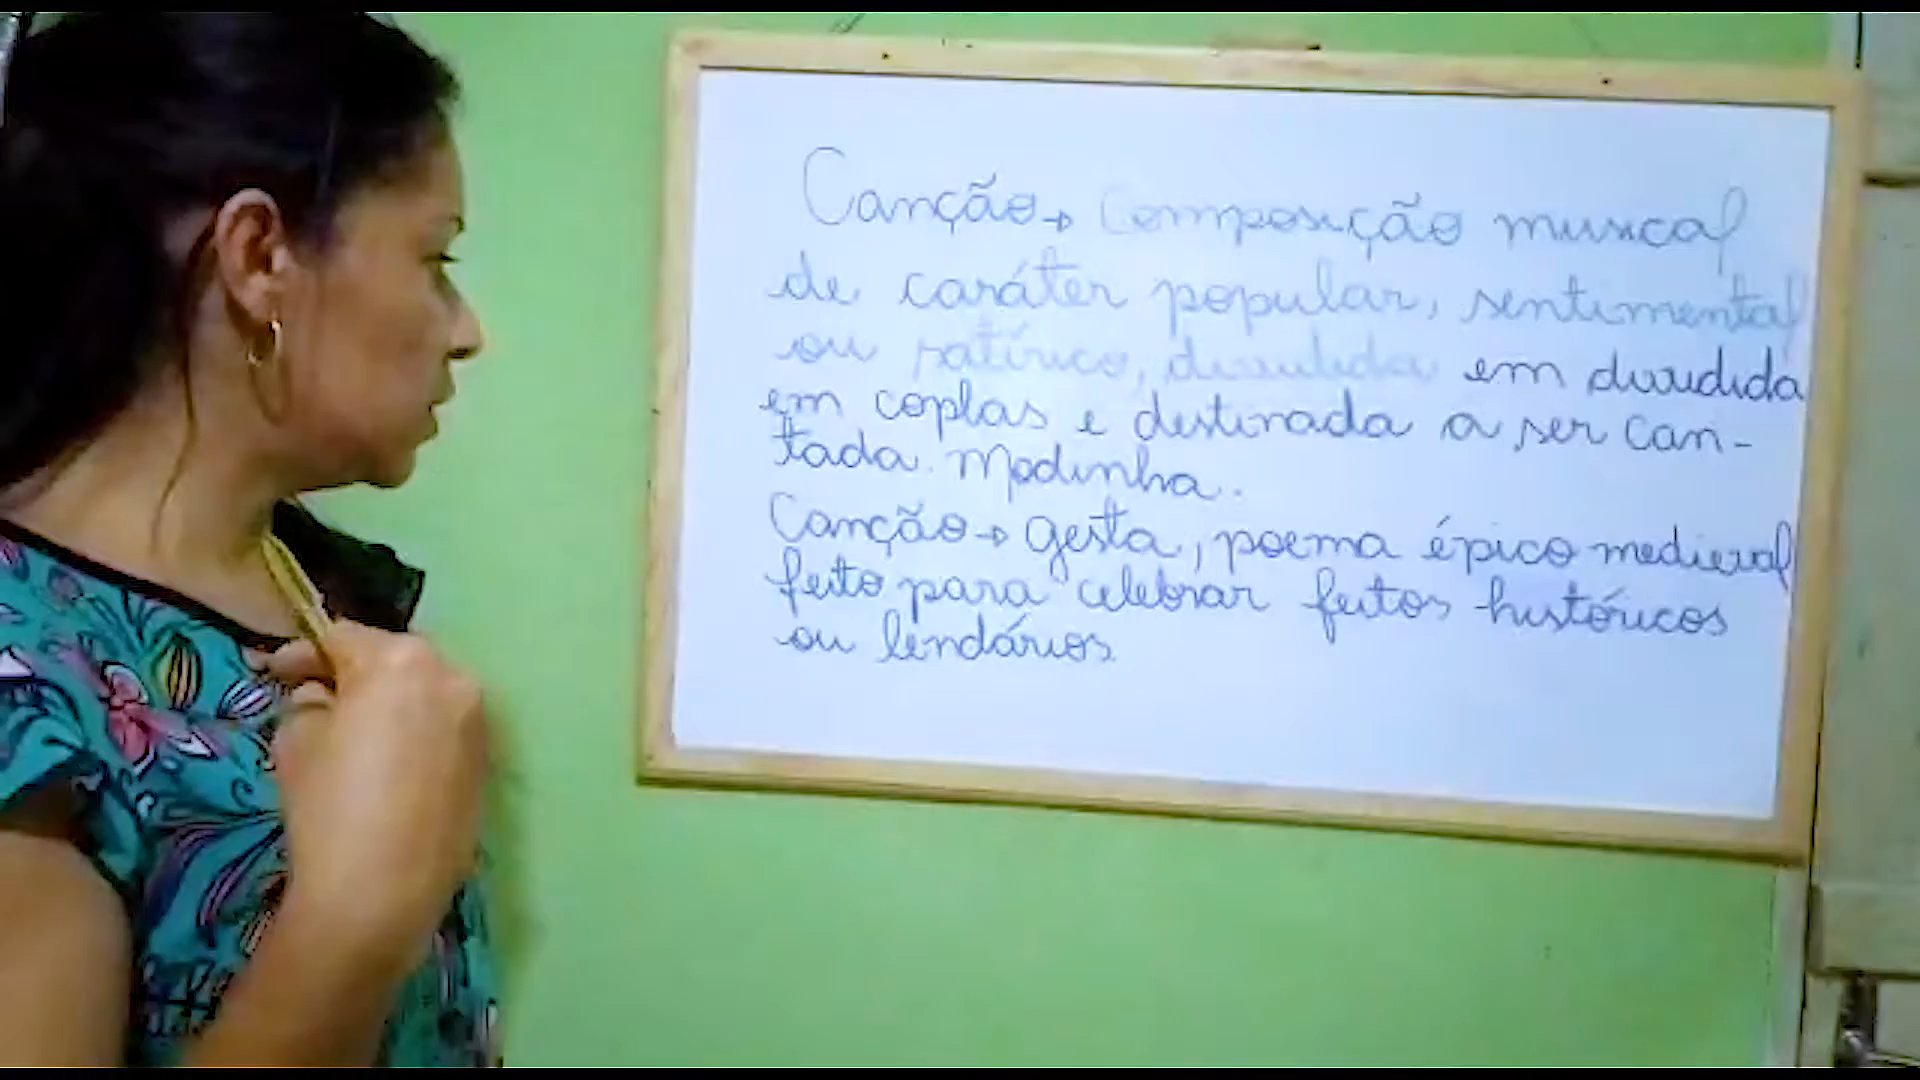 Canção → Composição musical
de caráter popular, sentimental
ou satírico, dividida em dividida
em coplas e destinada a ser can-
tada. Modinha.
Canção → gesta, poema épico medieval
feito para celebrar feitos históricos
ou lendários